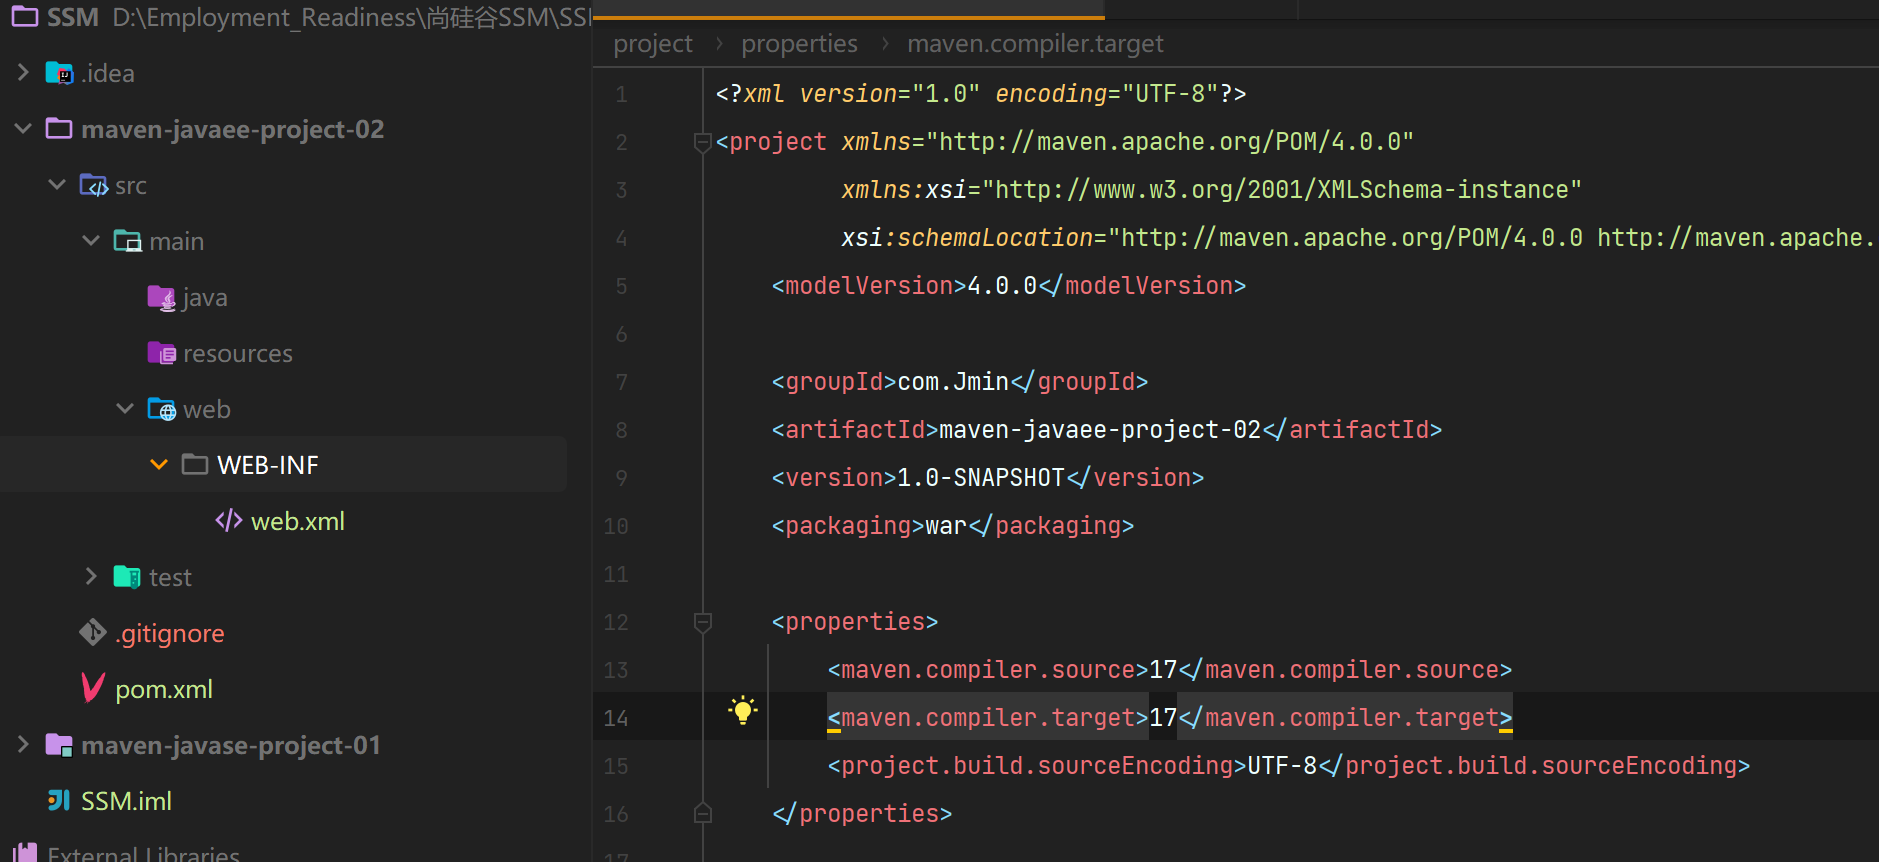 SSM D:\Employment_Readiness\尚硅谷SSM\SSI
.idea
maven-javaee-project-02
src
main
java
resources
web
WEB-INF
web.xml
test
.gitignore
pom.xml
maven-javase-project-01
SSM.iml
External Libraries
project > properties > maven.compiler.target
1 <?xml version="1.0" encoding="UTF-8"?>
2 <project xmlns="http://maven.apache.org/POM/4.0.0"
3 xmlns:xsi="http://www.w3.org/2001/XMLSchema-instance"
4 xsi:schemaLocation="http://maven.apache.org/POM/4.0.0 http://maven.apache.
5 <modelVersion>4.0.0</modelVersion>
6
7 <groupId>com.Jmin</groupId>
8 <artifactId>maven-javaee-project-02</artifactId>
9 <version>1.0-SNAPSHOT</version>
10 <packaging>war</packaging>
11
12 <properties>
13 <maven.compiler.source>17</maven.compiler.source>
14 <maven.compiler.target>17</maven.compiler.target>
15 <project.build.sourceEncoding>UTF-8</project.build.sourceEncoding>
16 </properties>
17